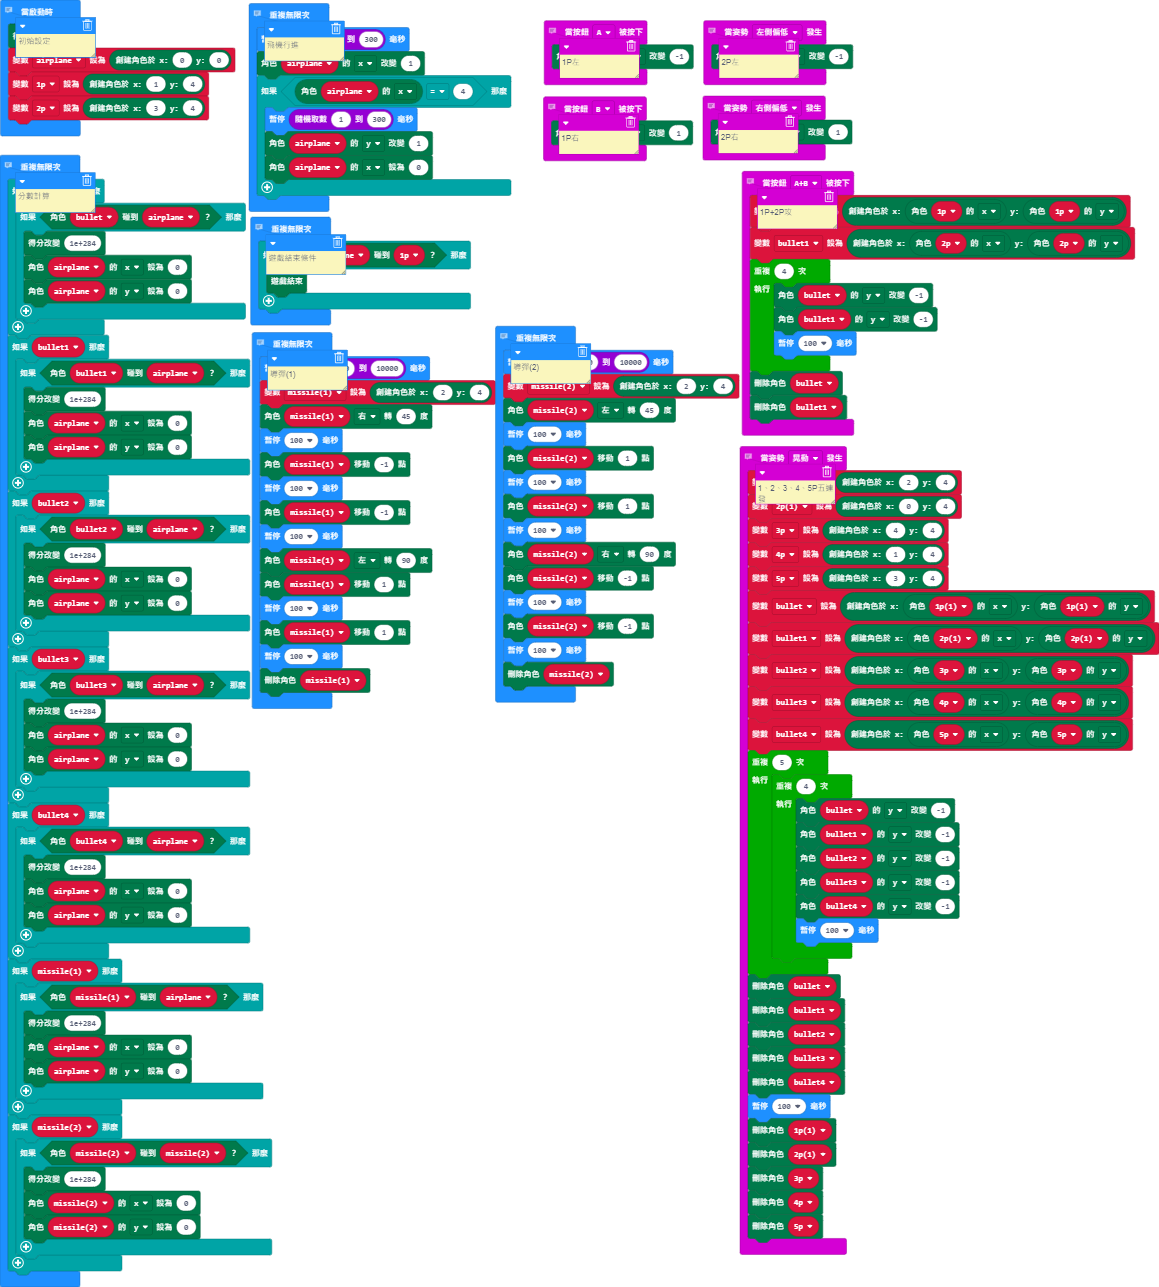 當啟動時
初始設定
變數 airplane 設為 創建角色於 x: 0 y: 0
變數 1p 設為 創建角色於 x: 1 y: 4
變數 2p 設為 創建角色於 x: 3 y: 4
重複無限次
分數計算
如果 角色 bullet 碰到 airplane ? 那麼
得分改變 1e+284
角色 airplane 的 x 設為 0
角色 airplane 的 y 設為 0
如果 bullet1 那麼
如果 角色 bullet1 碰到 airplane ? 那麼
得分改變 1e+284
角色 airplane 的 x 設為 0
角色 airplane 的 y 設為 0
如果 bullet2 那麼
如果 角色 bullet2 碰到 airplane ? 那麼
得分改變 1e+284
角色 airplane 的 x 設為 0
角色 airplane 的 y 設為 0
如果 bullet3 那麼
如果 角色 bullet3 碰到 airplane ? 那麼
得分改變 1e+284
角色 airplane 的 x 設為 0
角色 airplane 的 y 設為 0
如果 bullet4 那麼
如果 角色 bullet4 碰到 airplane ? 那麼
得分改變 1e+284
角色 airplane 的 x 設為 0
角色 airplane 的 y 設為 0
如果 missile(1) 那麼
如果 角色 missile(1) 碰到 airplane ? 那麼
得分改變 1e+284
角色 airplane 的 x 設為 0
角色 airplane 的 y 設為 0
如果 missile(2) 那麼
如果 角色 missile(2) 碰到 missile(2) ? 那麼
得分改變 1e+284
角色 missile(2) 的 x 設為 0
角色 missile(2) 的 y 設為 0
重複無限次
到 300 毫秒
飛機行進
角色 airplane 的 x 改變 1
如果 角色 airplane 的 x = 4 那麼
暫停 隨機取數 1 到 300 毫秒
角色 airplane 的 y 改變 1
角色 airplane 的 x 設為 0
重複無限次
遊戲結束條件
碰到 1p ? 那麼
遊戲結束
重複無限次
到 10000 毫秒
導彈(1)
變數 missile(1) 設為 創建角色於 x: 2 y: 4
角色 missile(1) 右 轉 45 度
暫停 100 毫秒
角色 missile(1) 移動 -1 點
暫停 100 毫秒
角色 missile(1) 移動 -1 點
暫停 100 毫秒
角色 missile(1) 左 轉 90 度
角色 missile(1) 移動 1 點
暫停 100 毫秒
角色 missile(1) 移動 1 點
暫停 100 毫秒
刪除角色 missile(1)
重複無限次
到 10000 毫秒
導彈(2)
變數 missile(2) 設為 創建角色於 x: 2 y: 4
角色 missile(2) 左 轉 45 度
暫停 100 毫秒
角色 missile(2) 移動 1 點
暫停 100 毫秒
角色 missile(2) 移動 1 點
暫停 100 毫秒
角色 missile(2) 右 轉 90 度
角色 missile(2) 移動 -1 點
暫停 100 毫秒
角色 missile(2) 移動 -1 點
暫停 100 毫秒
刪除角色 missile(2)
當按鈕 A 被按下
1P左
改變 -1
當姿勢 左側偏低 發生
2P左
改變 -1
當按鈕 B 被按下
1P右
改變 1
當姿勢 右側偏低 發生
2P右
改變 1
當按鈕 A+B 被按下
1P+2P攻
創建角色於 x: 角色 1p 的 x y: 角色 1p 的 y
變數 bullet1 設為 創建角色於 x: 角色 2p 的 x y: 角色 2p 的 y
重複 4 次
執行
角色 bullet 的 y 改變 -1
角色 bullet1 的 y 改變 -1
暫停 100 毫秒
刪除角色 bullet
刪除角色 bullet1
當姿勢 晃動 發生
1、2、3、4、5P五連發
創建角色於 x: 2 y: 4
變數 2p(1) 設為 創建角色於 x: 0 y: 4
變數 3p 設為 創建角色於 x: 4 y: 4
變數 4p 設為 創建角色於 x: 1 y: 4
變數 5p 設為 創建角色於 x: 3 y: 4
變數 bullet 設為 創建角色於 x: 角色 1p(1) 的 x y: 角色 1p(1) 的 y
變數 bullet1 設為 創建角色於 x: 角色 2p(1) 的 x y: 角色 2p(1) 的 y
變數 bullet2 設為 創建角色於 x: 角色 3p 的 x y: 角色 3p 的 y
變數 bullet3 設為 創建角色於 x: 角色 4p 的 x y: 角色 4p 的 y
變數 bullet4 設為 創建角色於 x: 角色 5p 的 x y: 角色 5p 的 y
重複 5 次
執行
重複 4 次
執行
角色 bullet 的 y 改變 -1
角色 bullet1 的 y 改變 -1
角色 bullet2 的 y 改變 -1
角色 bullet3 的 y 改變 -1
角色 bullet4 的 y 改變 -1
暫停 100 毫秒
刪除角色 bullet
刪除角色 bullet1
刪除角色 bullet2
刪除角色 bullet3
刪除角色 bullet4
暫停 100 毫秒
刪除角色 1p(1)
刪除角色 2p(1)
刪除角色 3p
刪除角色 4p
刪除角色 5p